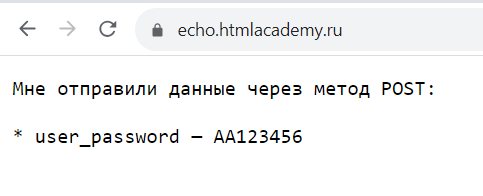 echo.htmlacademy.ru
Мне отправили данные через метод POST:
* user_password — AA123456